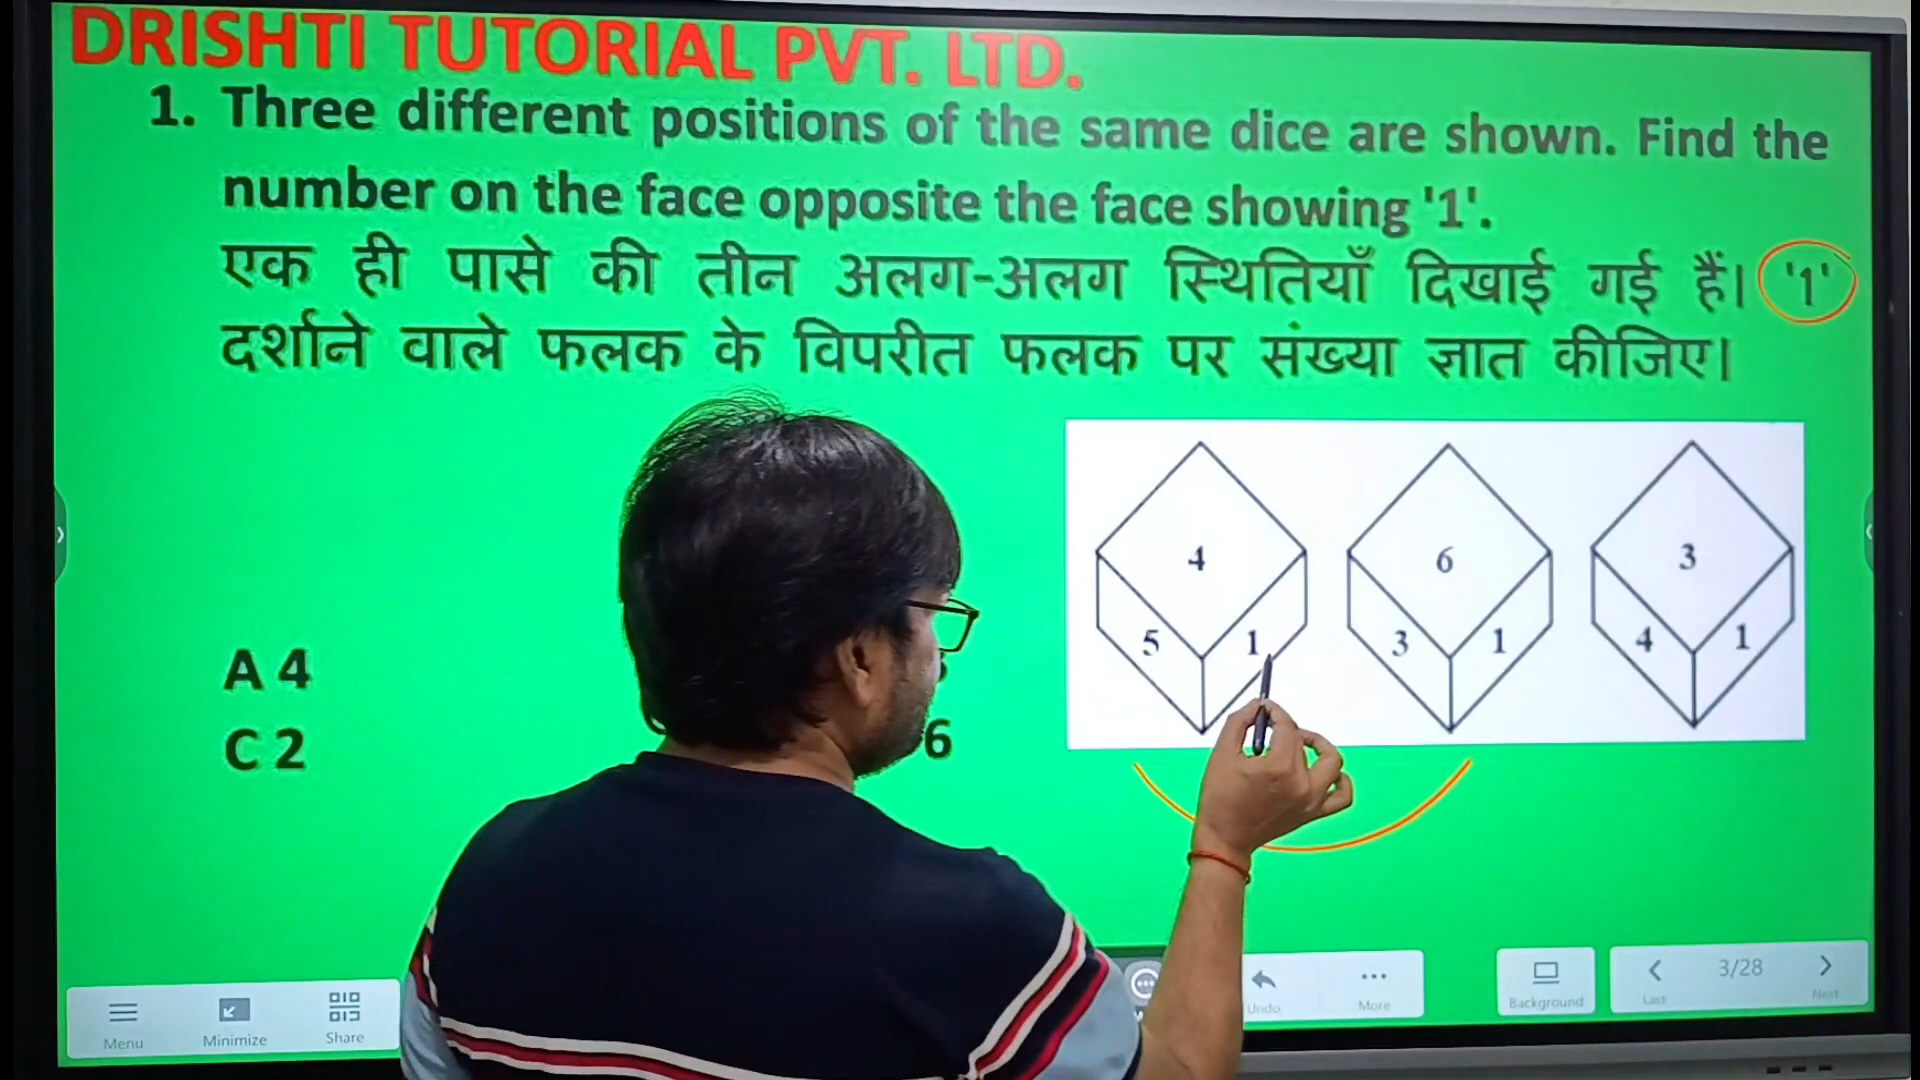 DRISHTI TUTORIAL PVT. LTD.
1. Three different positions of the same dice are shown. Find the
number on the face opposite the face showing '1'.
एक ही पासे की तीन अलग-अलग स्थितियाँ दिखाई गई हैं। '1'
दर्शाने वाले फलक के विपरीत फलक पर संख्या ज्ञात कीजिए।
4 6 3
5 1 3 1 4 1
A 4
C 2 6
Menu Minimize Share Undo More Background Last 3/28 Next